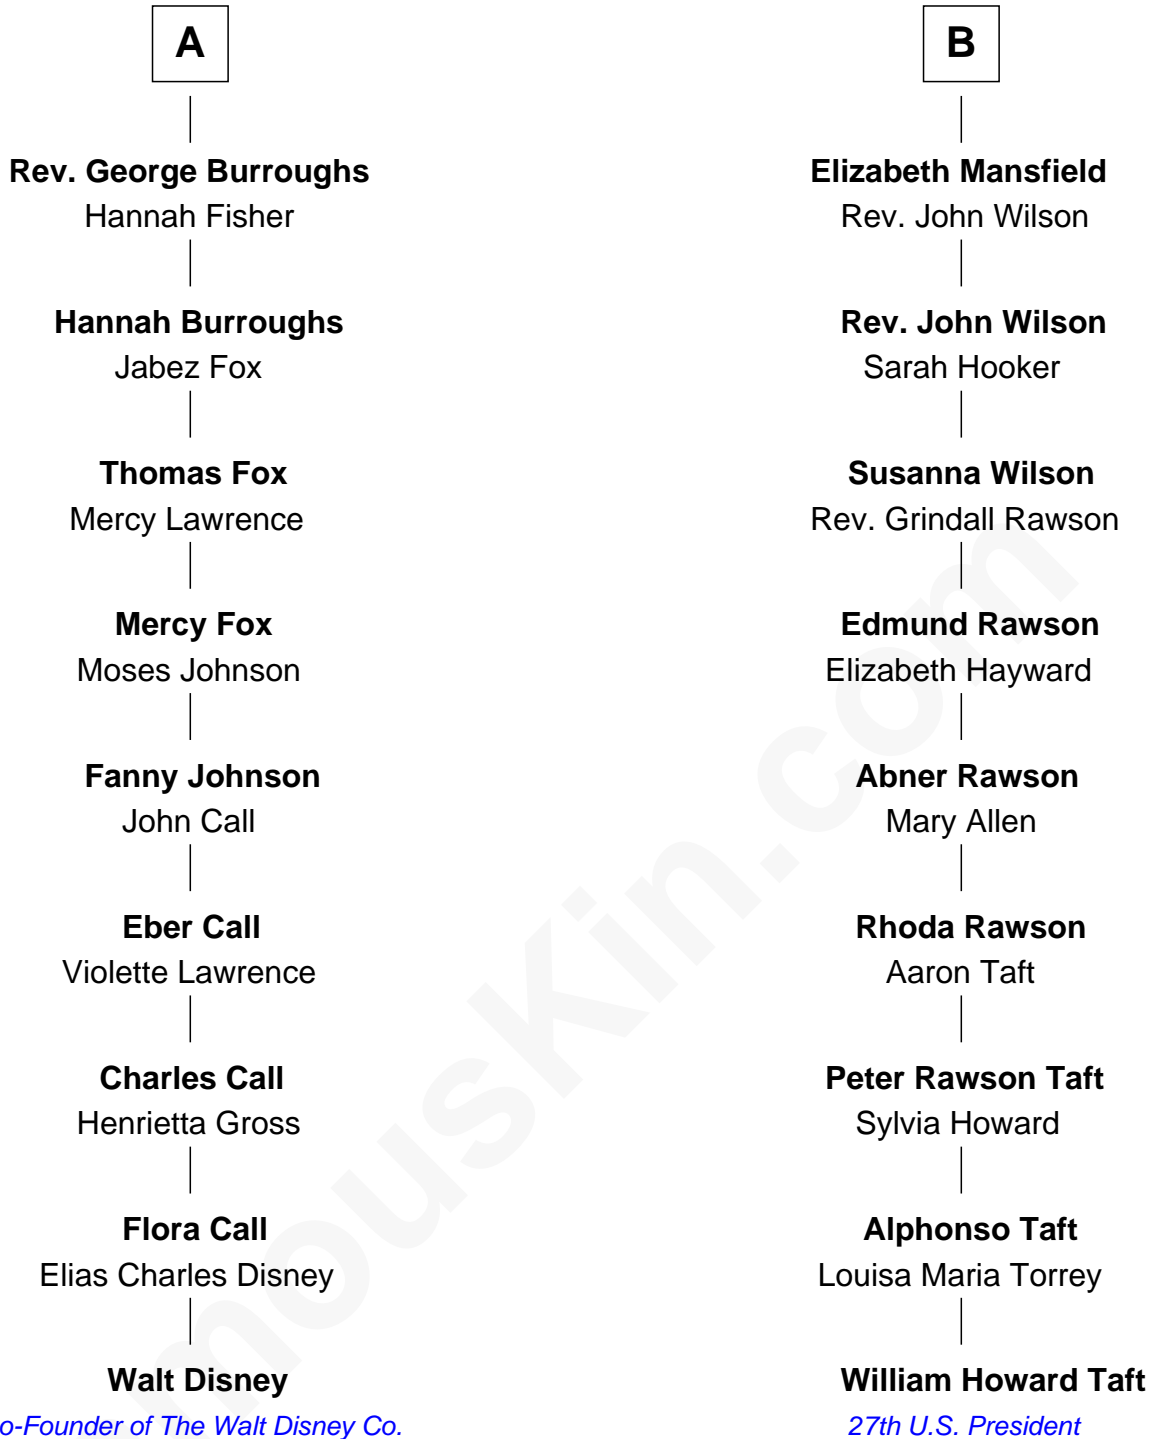 A
Rev. George Burroughs
Hannah Fisher
Hannah Burroughs
Jabez Fox
Thomas Fox
Mercy Lawrence
Mercy Fox
Moses Johnson
Fanny Johnson
John Call
Eber Call
Violette Lawrence
Charles Call
Henrietta Gross
Flora Call
Elias Charles Disney
Walt Disney
o-Founder of The Walt Disney Co.
B
Elizabeth Mansfield
Rev. John Wilson
Rev. John Wilson
Sarah Hooker
Susanna Wilson
Rev. Grindall Rawson
Edmund Rawson
Elizabeth Hayward
Abner Rawson
Mary Allen
Rhoda Rawson
Aaron Taft
Peter Rawson Taft
Sylvia Howard
Alphonso Taft
Louisa Maria Torrey
William Howard Taft
27th U.S. President
mousKin.com